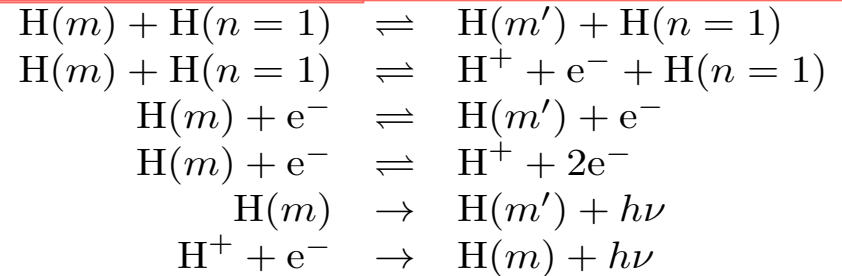 H(m) + H(n = 1) ⇌ H(m′) + H(n = 1)
H(m) + H(n = 1) ⇌ H⁺ + e⁻ + H(n = 1)
H(m) + e⁻ ⇌ H(m′) + e⁻
H(m) + e⁻ ⇌ H⁺ + 2e⁻
H(m) → H(m′) + hν
H⁺ + e⁻ → H(m) + hν